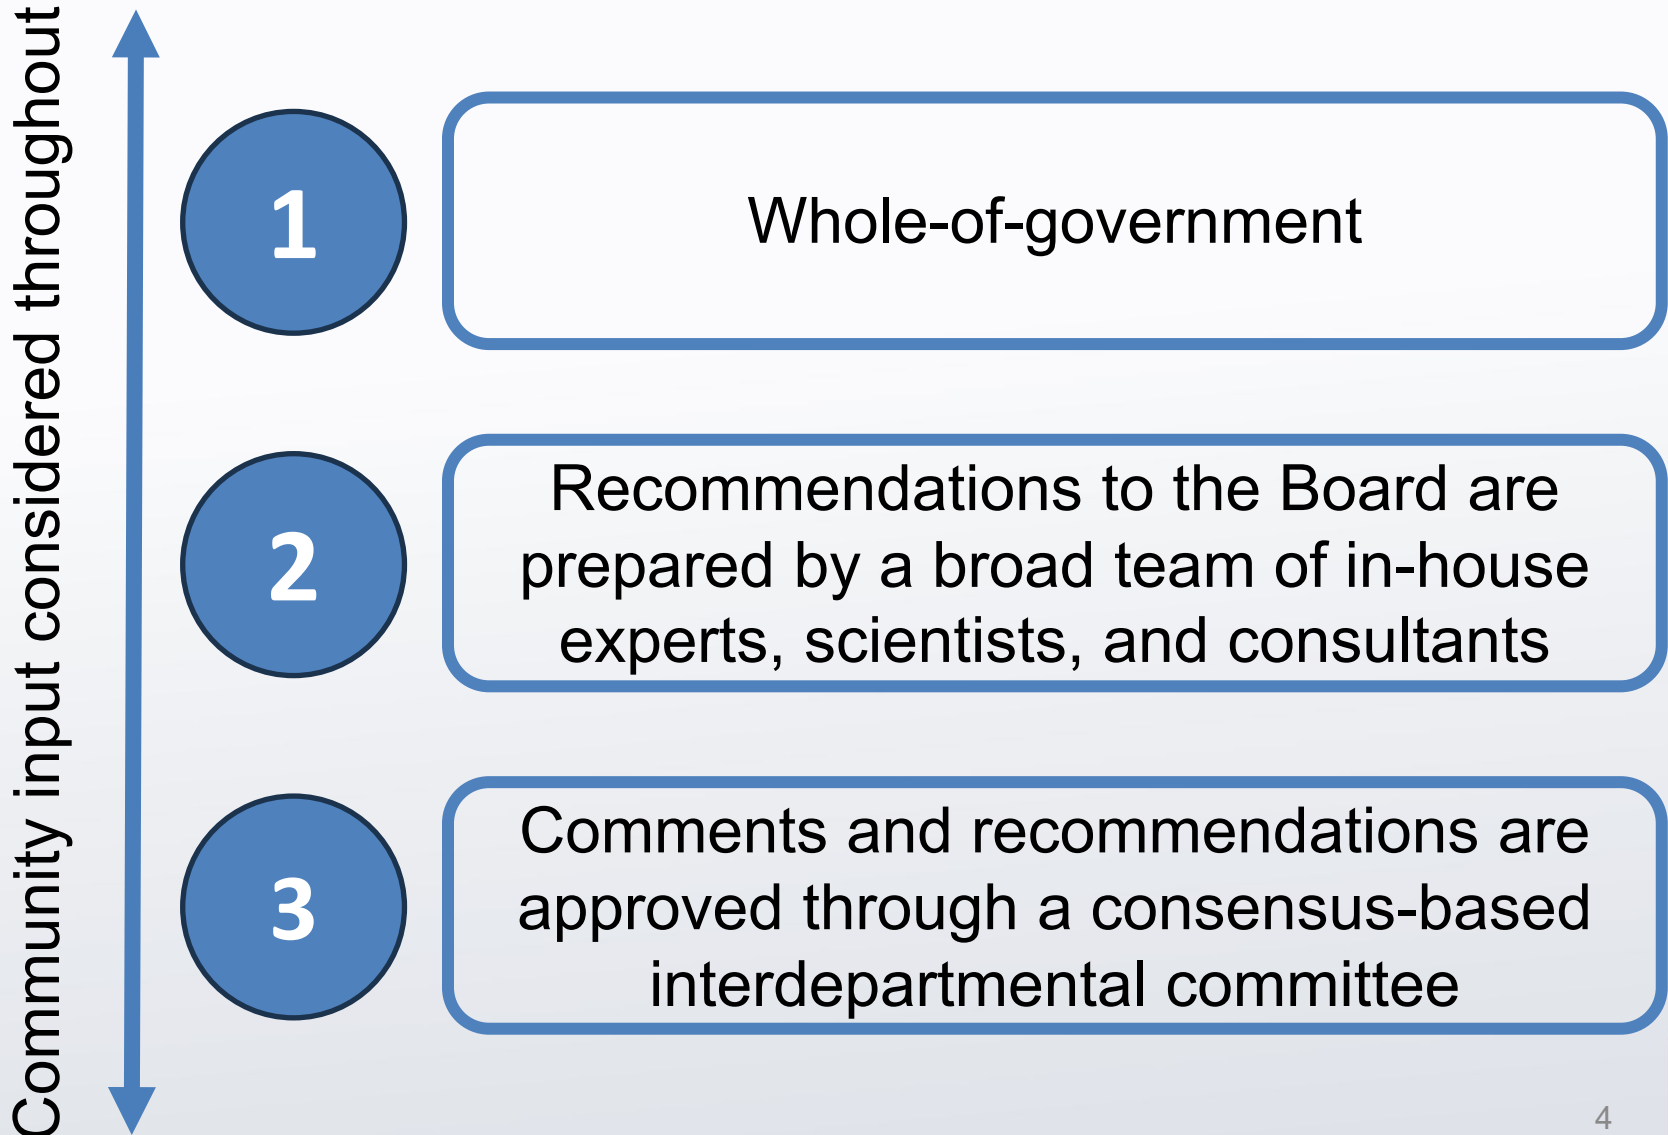 Community input considered throughout
1
Whole-of-government
2
Recommendations to the Board are
prepared by a broad team of in-house
experts, scientists, and consultants
3
Comments and recommendations are
approved through a consensus-based
interdepartmental committee
4